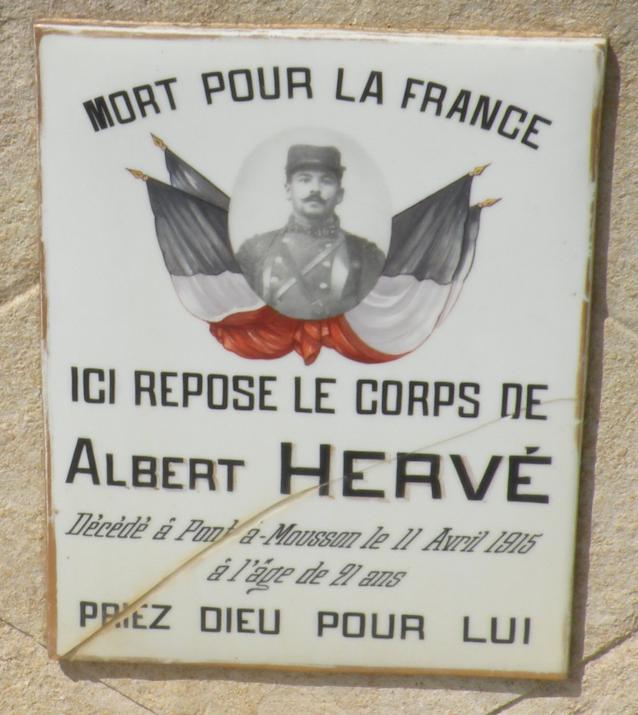 MORT POUR LA FRANCE
ICI REPOSE LE CORPS DE
ALBERT HERVÉ
Décédé à Pont-à-Mousson le 11 Avril 1915
à l'âge de 21 ans
PRIEZ DIEU POUR LUI